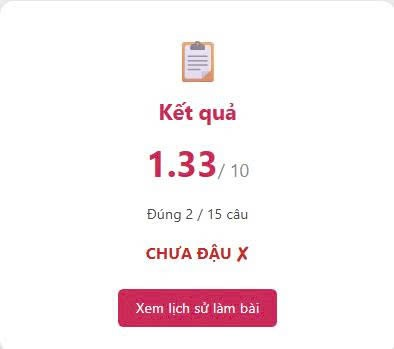 Kết quả
1.33/ 10
Đúng 2 / 15 câu
CHƯA ĐẬU ✘
Xem lịch sử làm bài